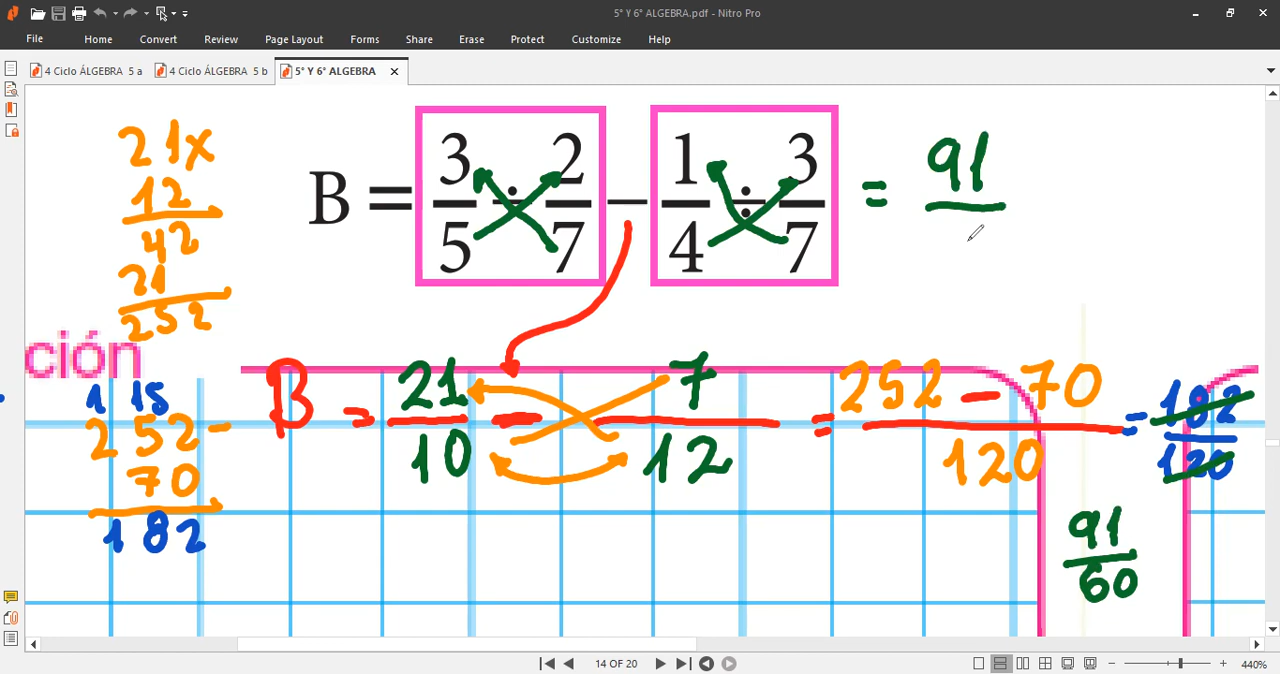 5° Y 6° ALGEBRA.pdf - Nitro Pro
File Home Convert Review Page Layout Forms Share Erase Protect Customize Help
4 Ciclo ÁLGEBRA 5 a
4 Ciclo ÁLGEBRA 5 b
5° Y 6° ALGEBRA
21x
12
42
21
252
B = 3/5 ÷ 2/7 − 1/4 ÷ 3/7 = 91
ción
1 15
252-
70
182
B = 21/10 - 7/12 = 252 - 70/120 = 182/120
91/60
14 OF 20
440%